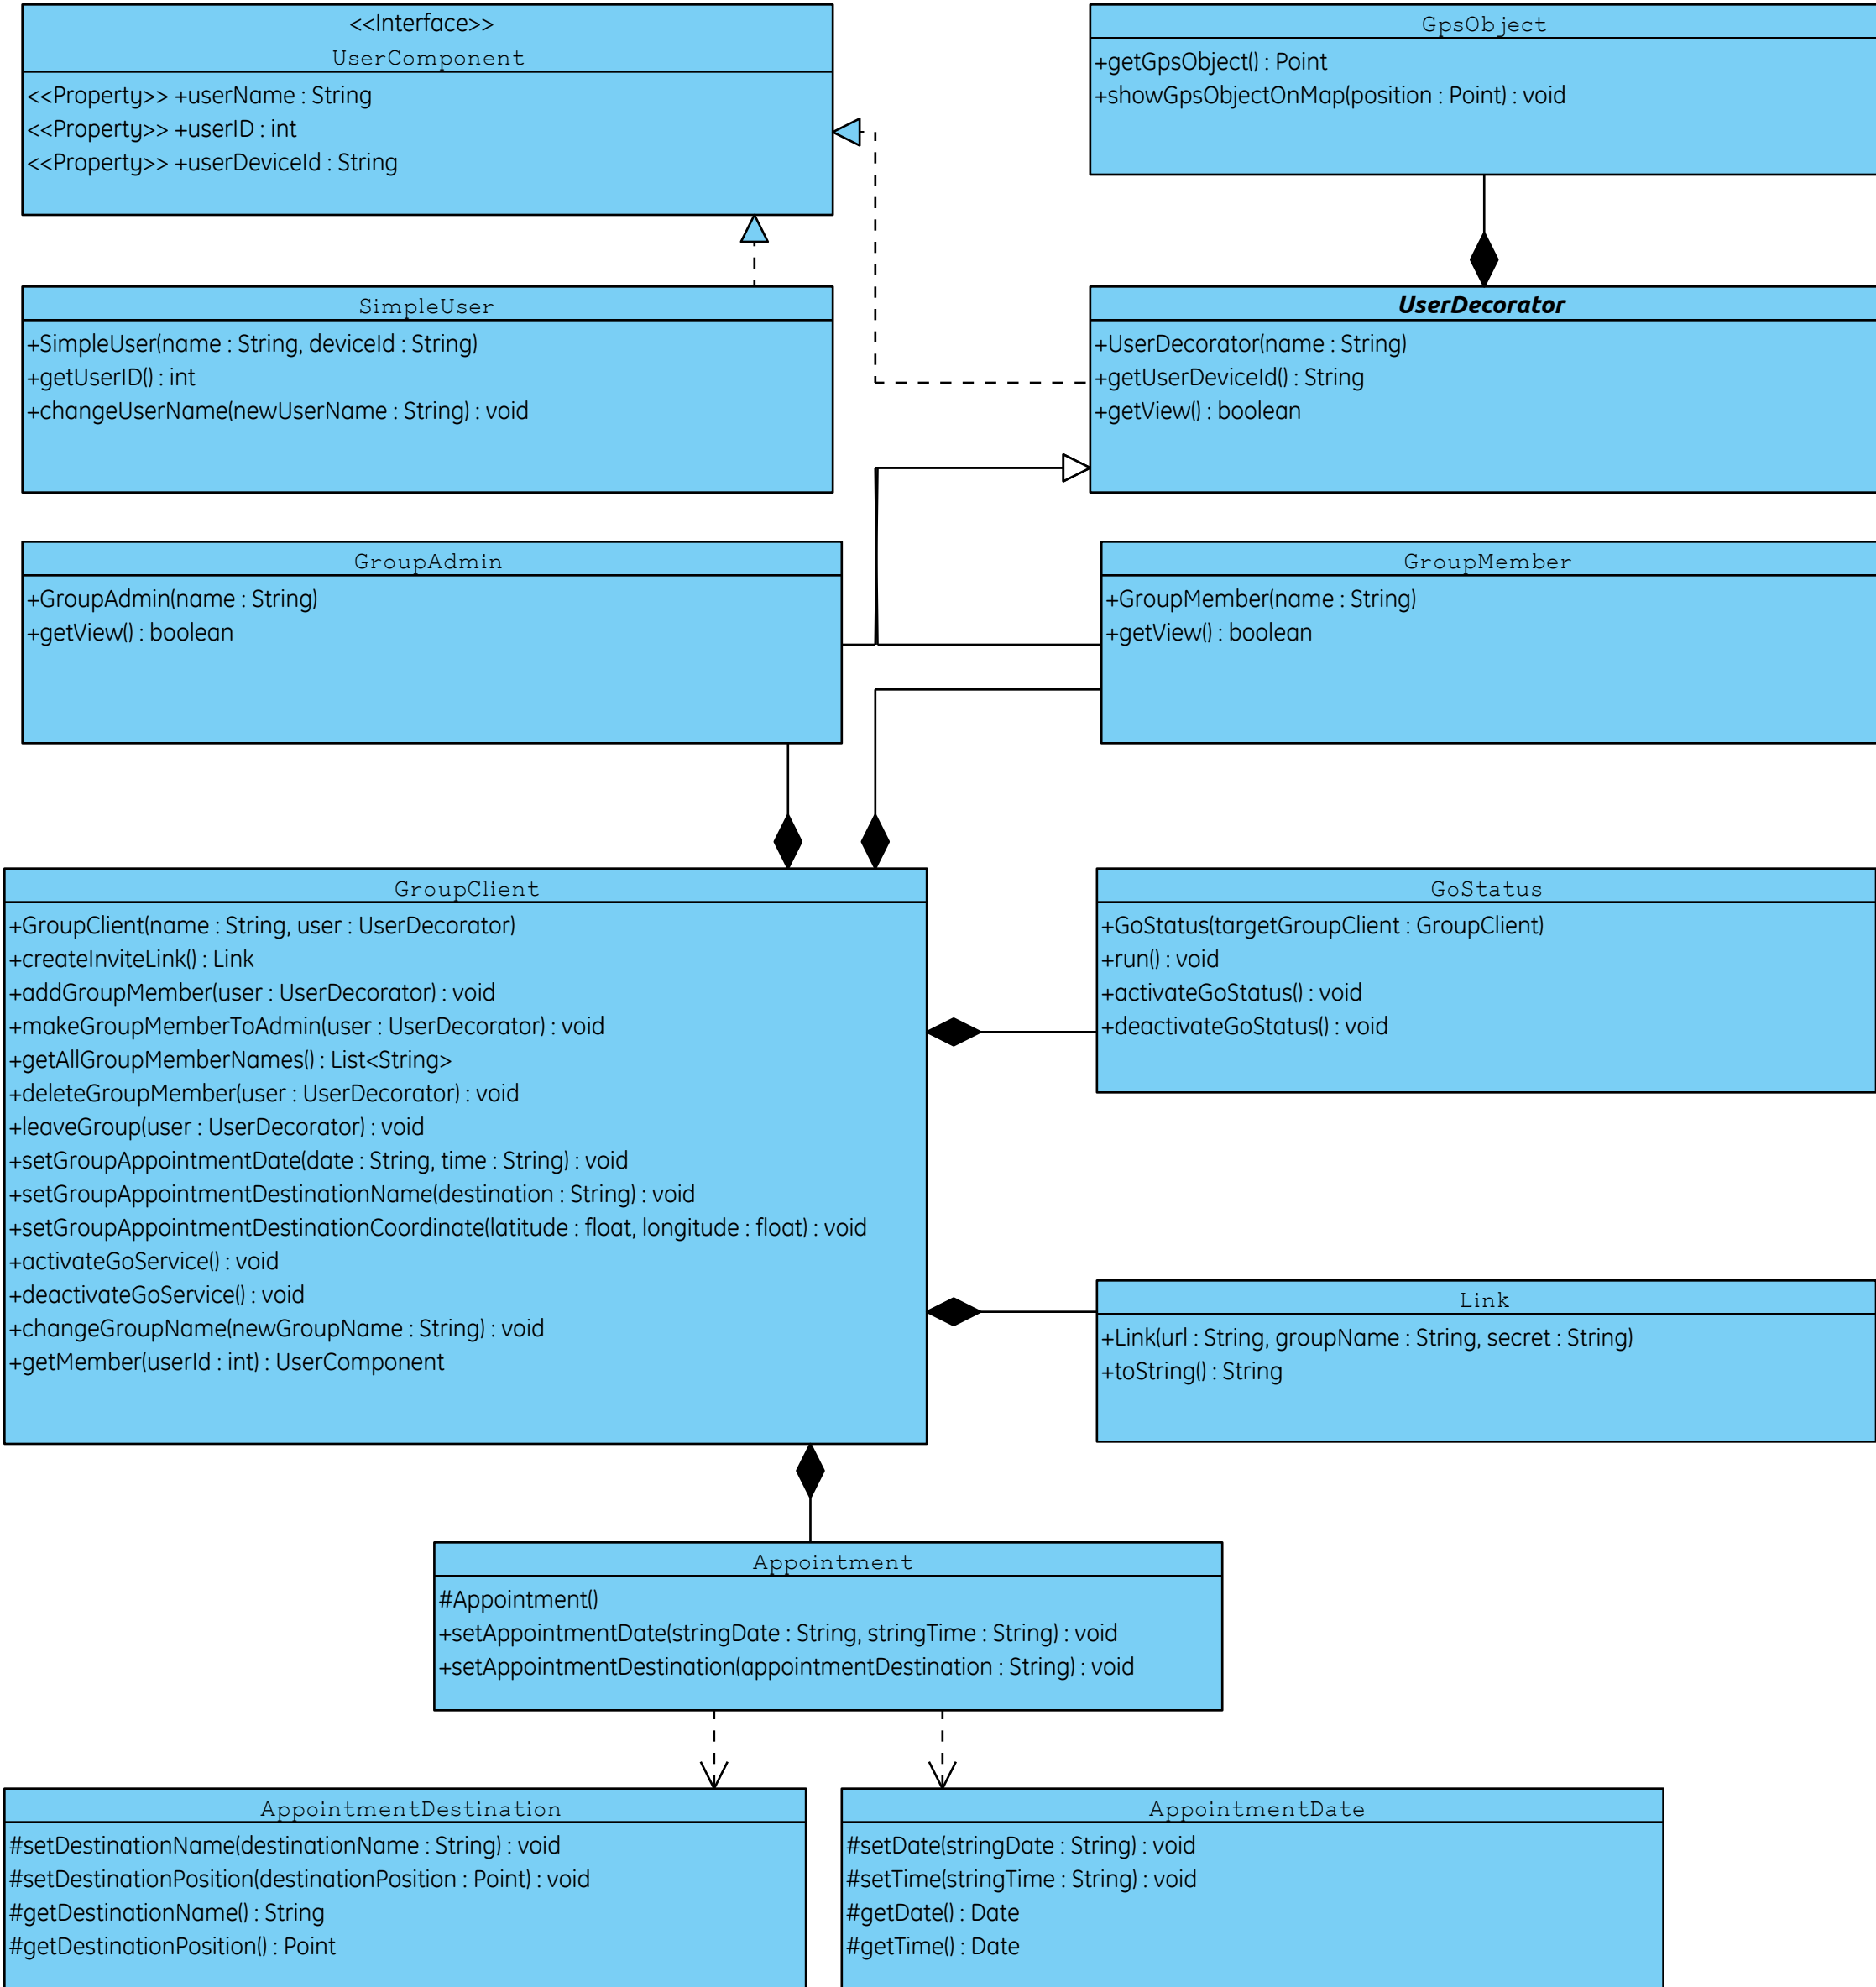 <<Interface>>
UserComponent
<<Property>> +userName : String
<<Property>> +userID : int
<<Property>> +userDeviceId : String
GpsObject
+getGpsObject() : Point
+showGpsObjectOnMap(position : Point) : void
SimpleUser
+SimpleUser(name : String, deviceId : String)
+getUserID() : int
+changeUserName(newUserName : String) : void
UserDecorator
+UserDecorator(name : String)
+getUserDeviceId() : String
+getView() : boolean
GroupAdmin
+GroupAdmin(name : String)
+getView() : boolean
GroupMember
+GroupMember(name : String)
+getView() : boolean
GroupClient
+GroupClient(name : String, user : UserDecorator)
+createInviteLink() : Link
+addGroupMember(user : UserDecorator) : void
+makeGroupMemberToAdmin(user : UserDecorator) : void
+getAllGroupMemberNames() : List<String>
+deleteGroupMember(user : UserDecorator) : void
+leaveGroup(user : UserDecorator) : void
+setGroupAppointmentDate(date : String, time : String) : void
+setGroupAppointmentDestinationName(destination : String) : void
+setGroupAppointmentDestinationCoordinate(latitude : float, longitude : float) : void
+activateGoService() : void
+deactivateGoService() : void
+changeGroupName(newGroupName : String) : void
+getMember(userId : int) : UserComponent
GoStatus
+GoStatus(targetGroupClient : GroupClient)
+run() : void
+activateGoStatus() : void
+deactivateGoStatus() : void
Link
+Link(url : String, groupName : String, secret : String)
+toString() : String
Appointment
#Appointment()
+setAppointmentDate(stringDate : String, stringTime : String) : void
+setAppointmentDestination(appointmentDestination : String) : void
AppointmentDestination
#setDestinationName(destinationName : String) : void
#setDestinationPosition(destinationPosition : Point) : void
#getDestinationName() : String
#getDestinationPosition() : Point
AppointmentDate
#setDate(stringDate : String) : void
#setTime(stringTime : String) : void
#getDate() : Date
#getTime() : Date